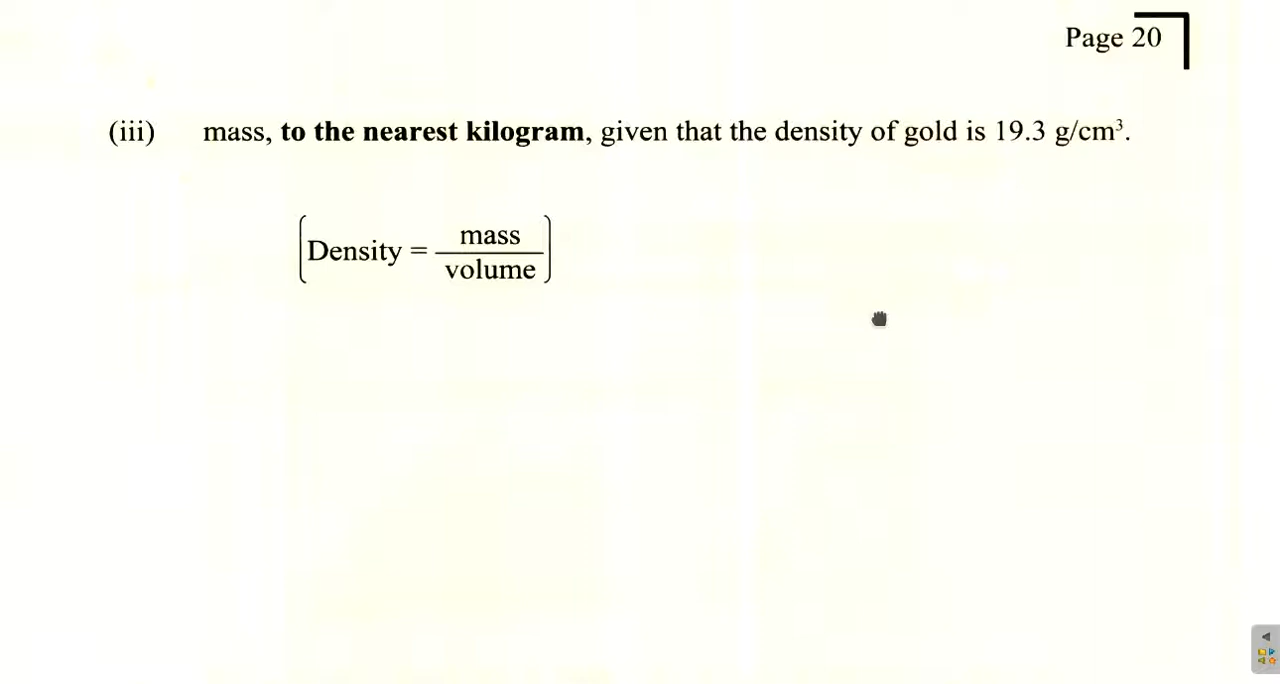 Page 20
(iii) mass, to the nearest kilogram, given that the density of gold is 19.3 g/cm³.
(Density = mass
volume)